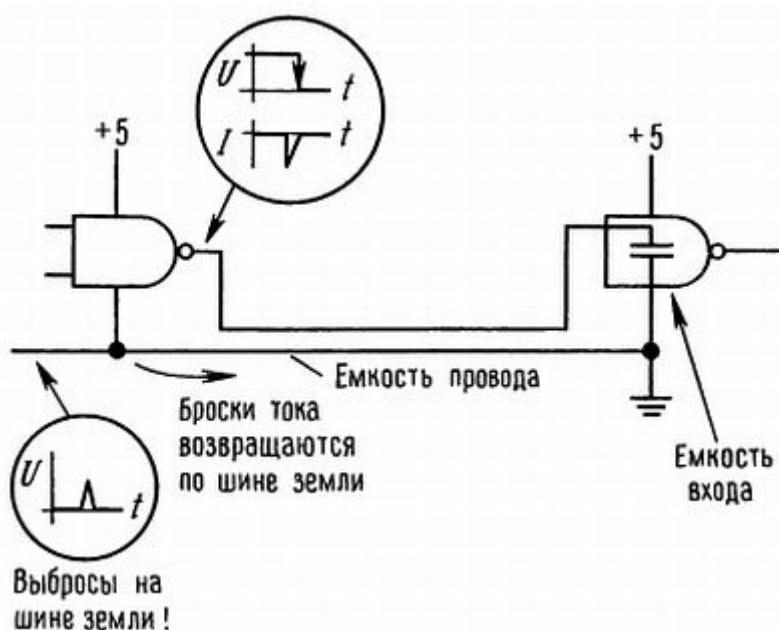 U
t
I
t
+5
+5
Емкость провода
Броски тока
возвращаются
по шине земли
Емкость
входа
U
t
Выбросы на
шине земли!